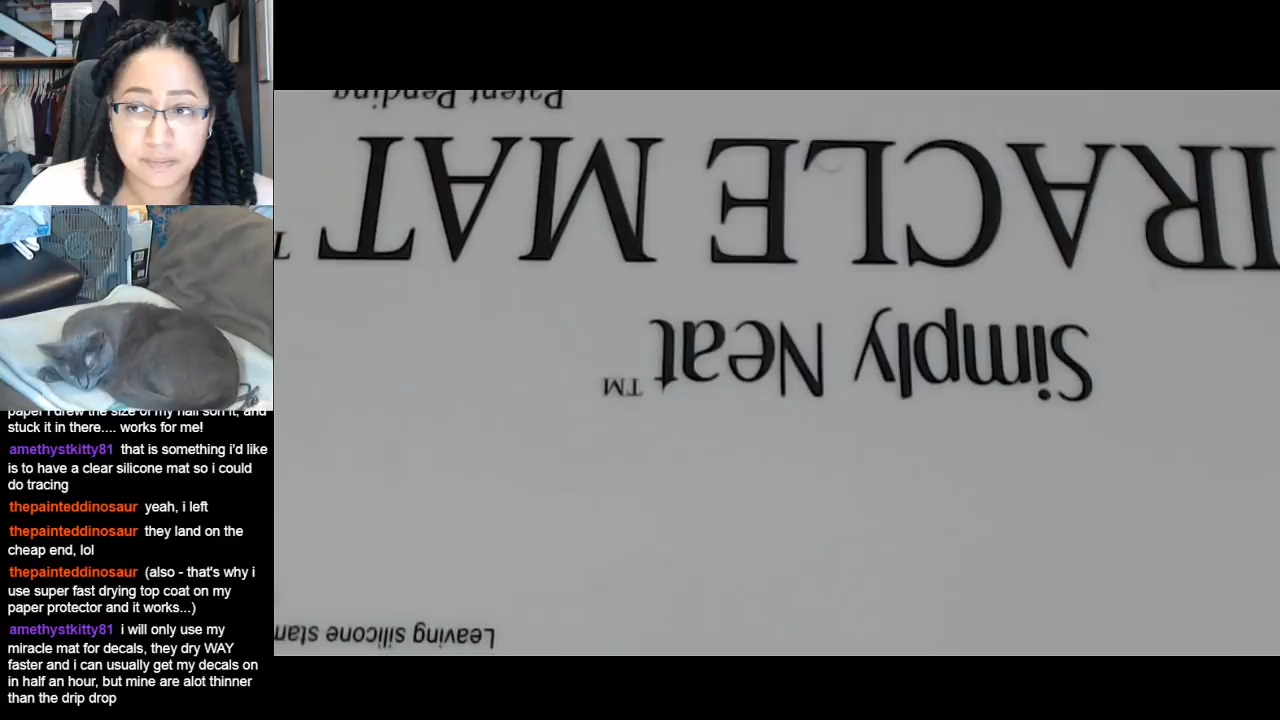 paper I drew the size of my nail son it, and
stuck it in there.... works for me!
amethystkitty81 that is something i'd like
is to have a clear silicone mat so i could
do tracing
thepainteddinosaur yeah, i left
thepainteddinosaur they land on the
cheap end, lol
thepainteddinosaur (also - that's why i
use super fast drying top coat on my
paper protector and it works...)
amethystkitty81 i will only use my
miracle mat for decals, they dry WAY
faster and i can usually get my decals on
in half an hour, but mine are alot thinner
than the drip drop
Leaving silicone stam
Simply Neat™
IRACLE MAT
Patent Pending